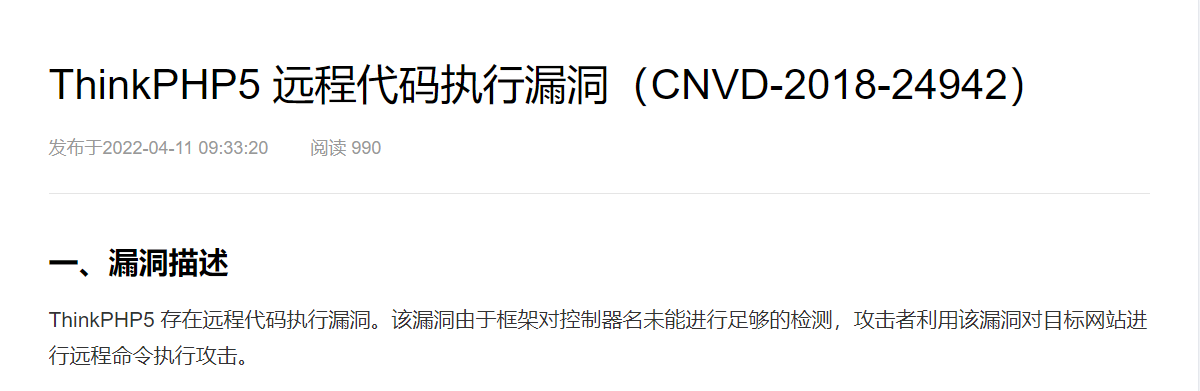 ThinkPHP5 远程代码执行漏洞（CNVD-2018-24942）
发布于2022-04-11 09:33:20 阅读 990
一、漏洞描述
ThinkPHP5 存在远程代码执行漏洞。该漏洞由于框架对控制器名未能进行足够的检测，攻击者利用该漏洞对目标网站进
行远程命令执行攻击。